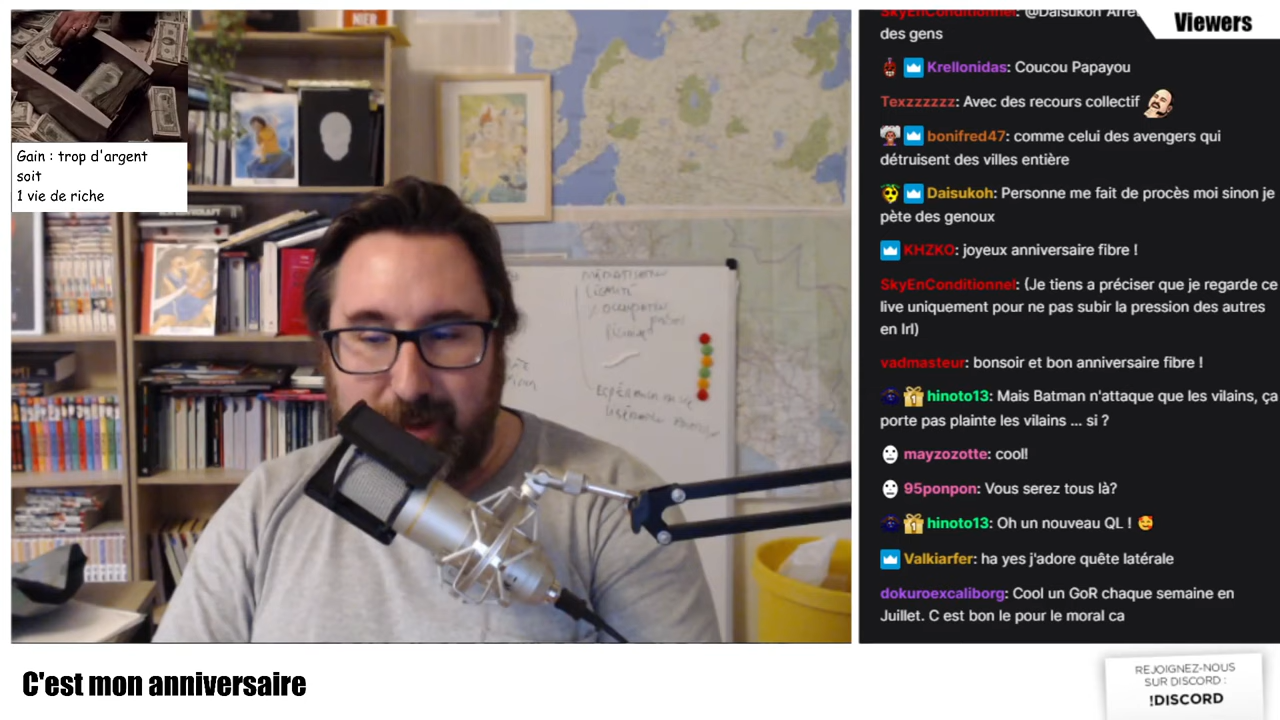 NIER
Gain : trop d'argent
soit
1 vie de riche
Viewers
SkyEnConditionnel: @Daisukoh Arre
des gens
Krellonidas: Coucou Papayou
Texzzzzzz: Avec des recours collectif
bonifred47: comme celui des avengers qui
détruisent des villes entière
Daisukoh: Personne me fait de procès moi sinon je
pète des genoux
KHZKO: joyeux anniversaire fibre !
SkyEnConditionnel: (Je tiens a préciser que je regarde ce
live uniquement pour ne pas subir la pression des autres
en Irl)
vadmasteur: bonsoir et bon anniversaire fibre !
hinoto13: Mais Batman n'attaque que les vilains, ça
porte pas plainte les vilains ... si ?
mayzozotte: cool!
95ponpon: Vous serez tous là?
hinoto13: Oh un nouveau QL !
Valkiarfer: ha yes j'adore quête latérale
dokuroexcaliborg: Cool un GoR chaque semaine en
Juillet. C est bon le pour le moral ca
C'est mon anniversaire
REJOIGNEZ-NOUS
SUR DISCORD :
!DISCORD